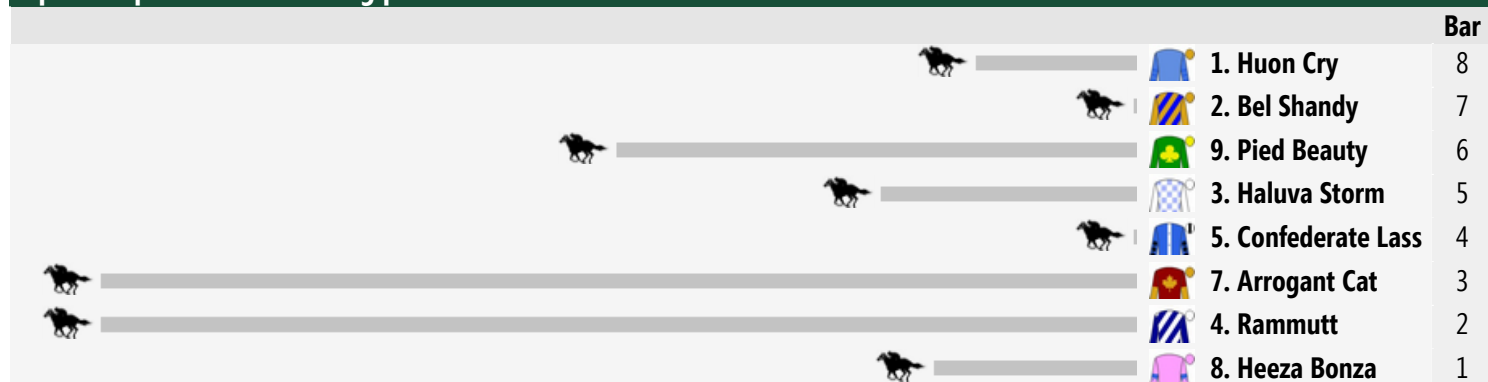 Bar
1. Huon Cry 8
2. Bel Shandy 7
9. Pied Beauty 6
3. Haluva Storm 5
5. Confederate Lass 4
7. Arrogant Cat 3
4. Rammutt 2
8. Heeza Bonza 1